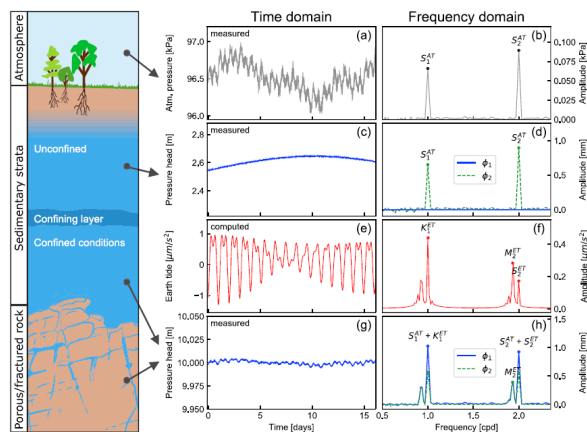 Time domain
Frequency domain
Atmosphere
Sedimentary strata
Porous/fractured rock
Unconfined
Confining layer
Confined conditions
measured
(a)
Atm. pressure [kPa]
97.0
96.5
96.0
(b)
S₁ᴬᵀ
S₂ᴬᵀ
0,100
0,075
0,050
0,025
0,000
Amplitude [kPa]
measured
(c)
Pressure head [m]
2.8
2.6
2.4
(d)
S₁ᴬᵀ
S₂ᴬᵀ
ϕ₁
ϕ₂
1,0
0,5
0,0
Amplitude [mm]
computed
(e)
Earth tide [μm/s²]
1
0
-1
(f)
K₁ᴱᵀ
M₂ᴱᵀ
S₂ᴱᵀ
0,4
0,2
0,0
Amplitude [μm/s²]
measured
(g)
Pressure head [m]
10,050
10,025
10,000
9,975
9,950
0
5
10
15
Time [days]
(h)
S₁ᴬᵀ + K₁ᴱᵀ
S₂ᴬᵀ + S₂ᴱᵀ
M₂ᴱᵀ
ϕ₁
ϕ₂
1,5
1,0
0,5
0,0
Amplitude [mm]
0,5
1,0
1,5
2,0
Frequency [cpd]